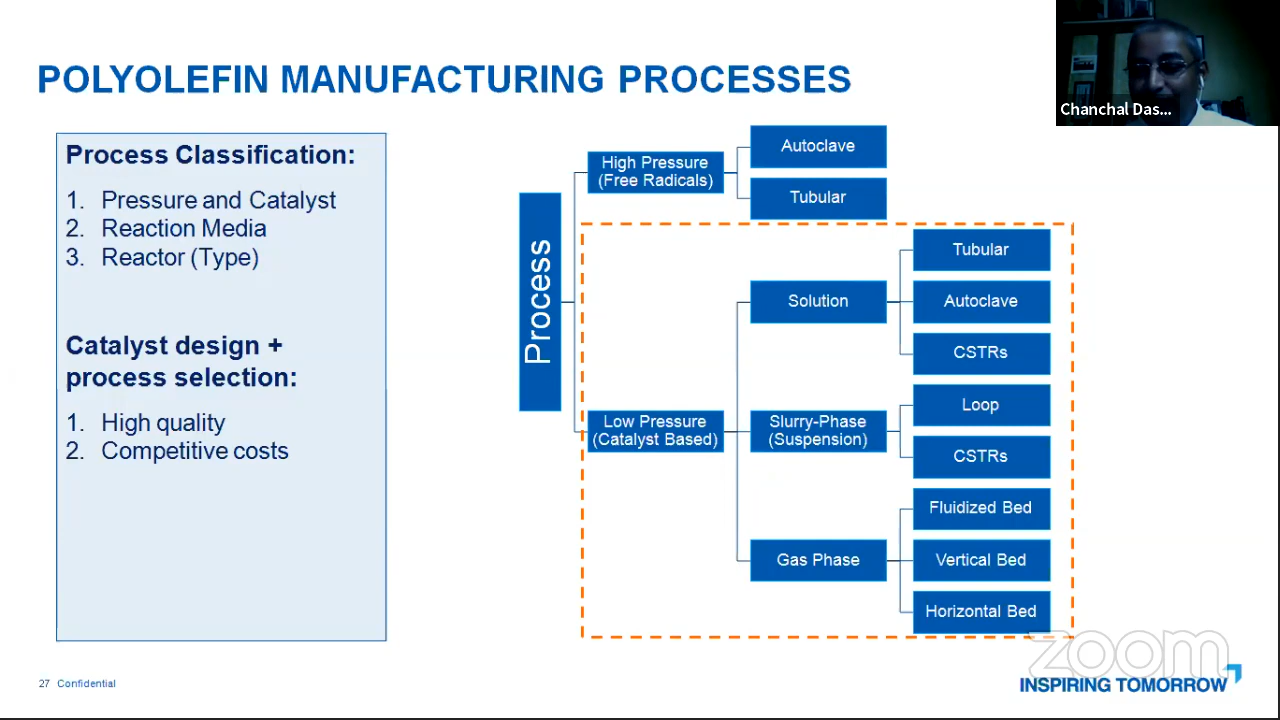 POLYOLEFIN MANUFACTURING PROCESSES
Chanchal Das...
Process Classification:
1. Pressure and Catalyst
2. Reaction Media
3. Reactor (Type)
Catalyst design +
process selection:
1. High quality
2. Competitive costs
Process
High Pressure
(Free Radicals)
Autoclave
Tubular
Low Pressure
(Catalyst Based)
Solution
Tubular
Autoclave
CSTRs
Slurry-Phase
(Suspension)
Loop
CSTRs
Gas Phase
Fluidized Bed
Vertical Bed
Horizontal Bed
27 Confidential
zoom
INSPIRING TOMORROW